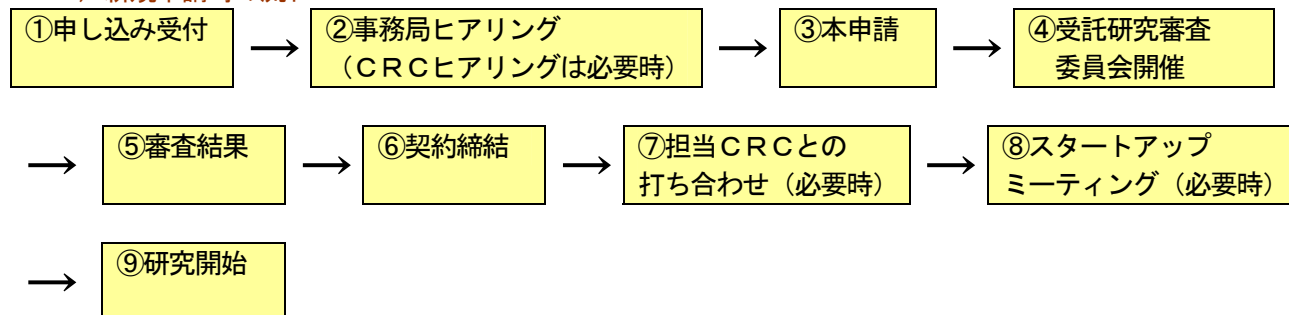 ①申し込み受付
→
②事務局ヒアリング
（ＣＲＣヒアリングは必要時）
→
③本申請
→
④受託研究審査
委員会開催
→
⑤審査結果
→
⑥契約締結
→
⑦担当ＣＲＣとの
打ち合わせ（必要時）
→
⑧スタートアップ
ミーティング（必要時）
→
⑨研究開始